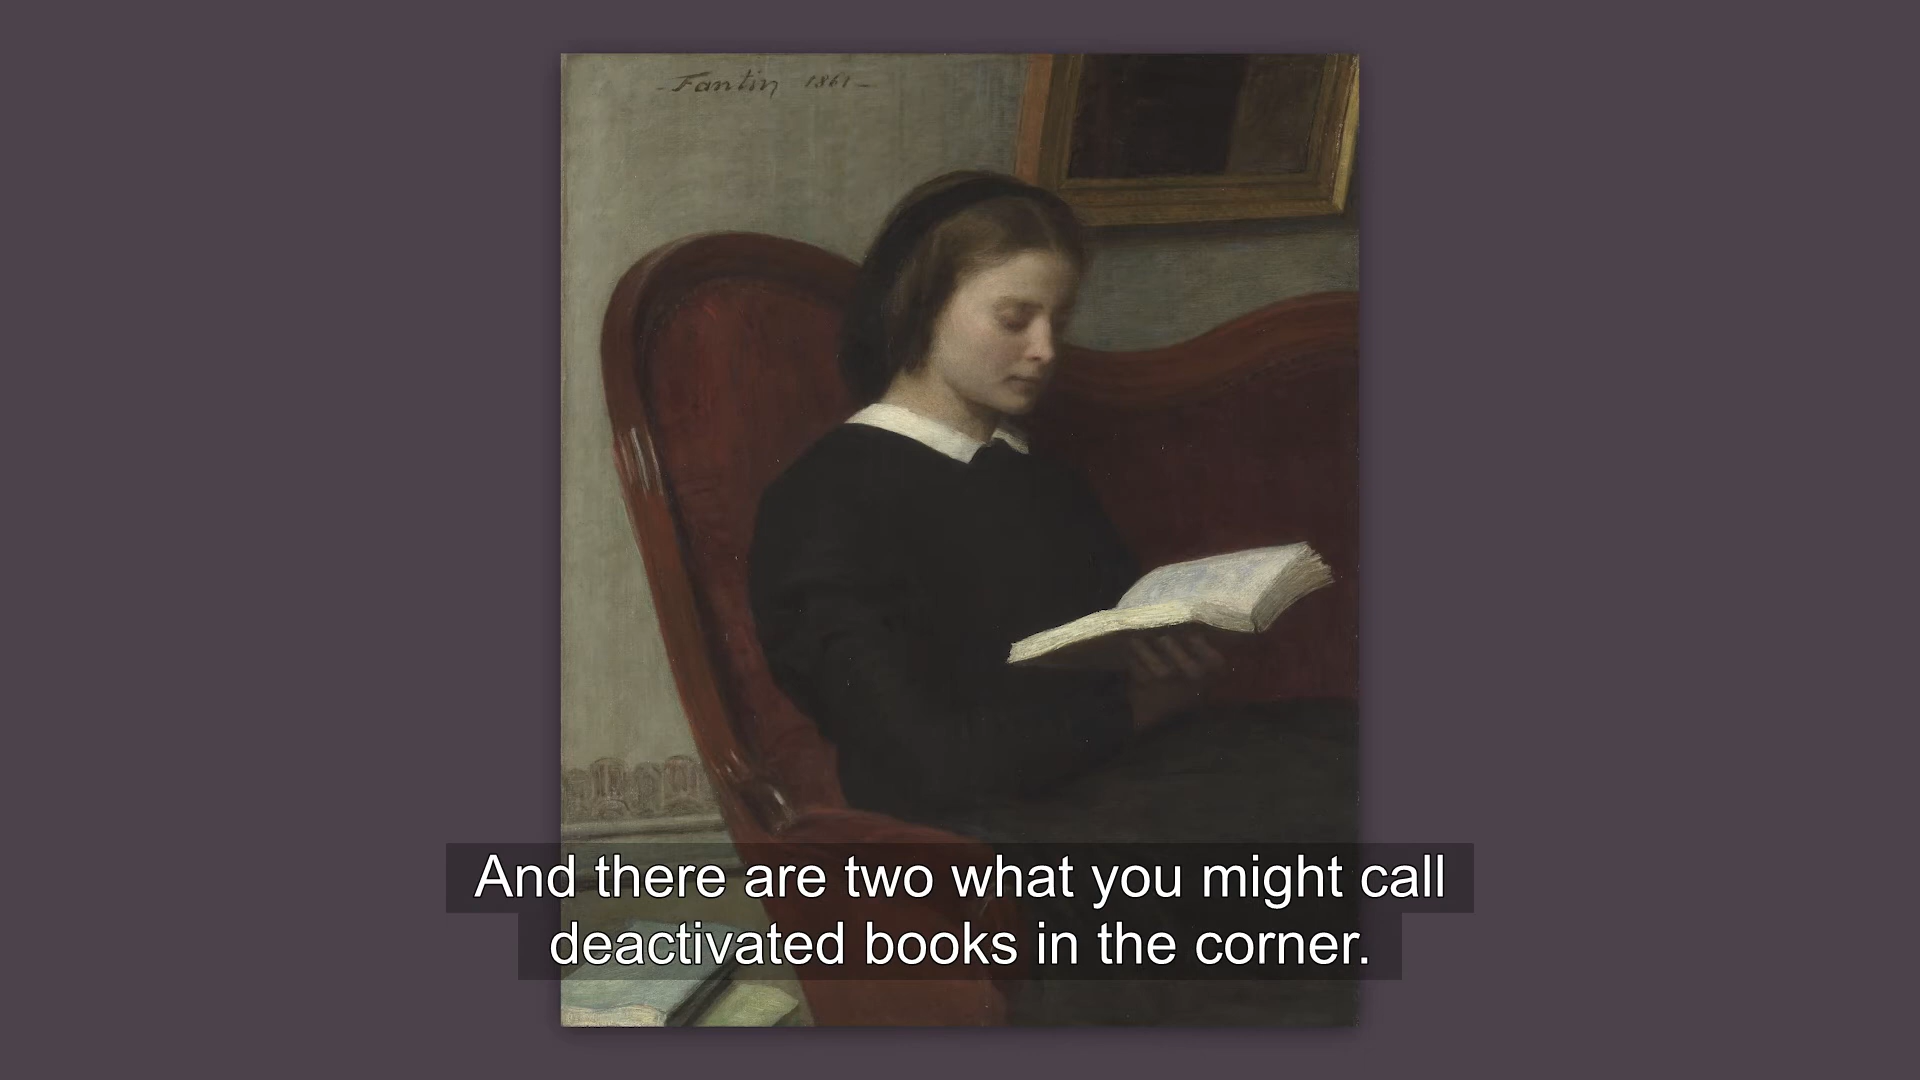 - Fantin 1861 -
And there are two what you might call
deactivated books in the corner.